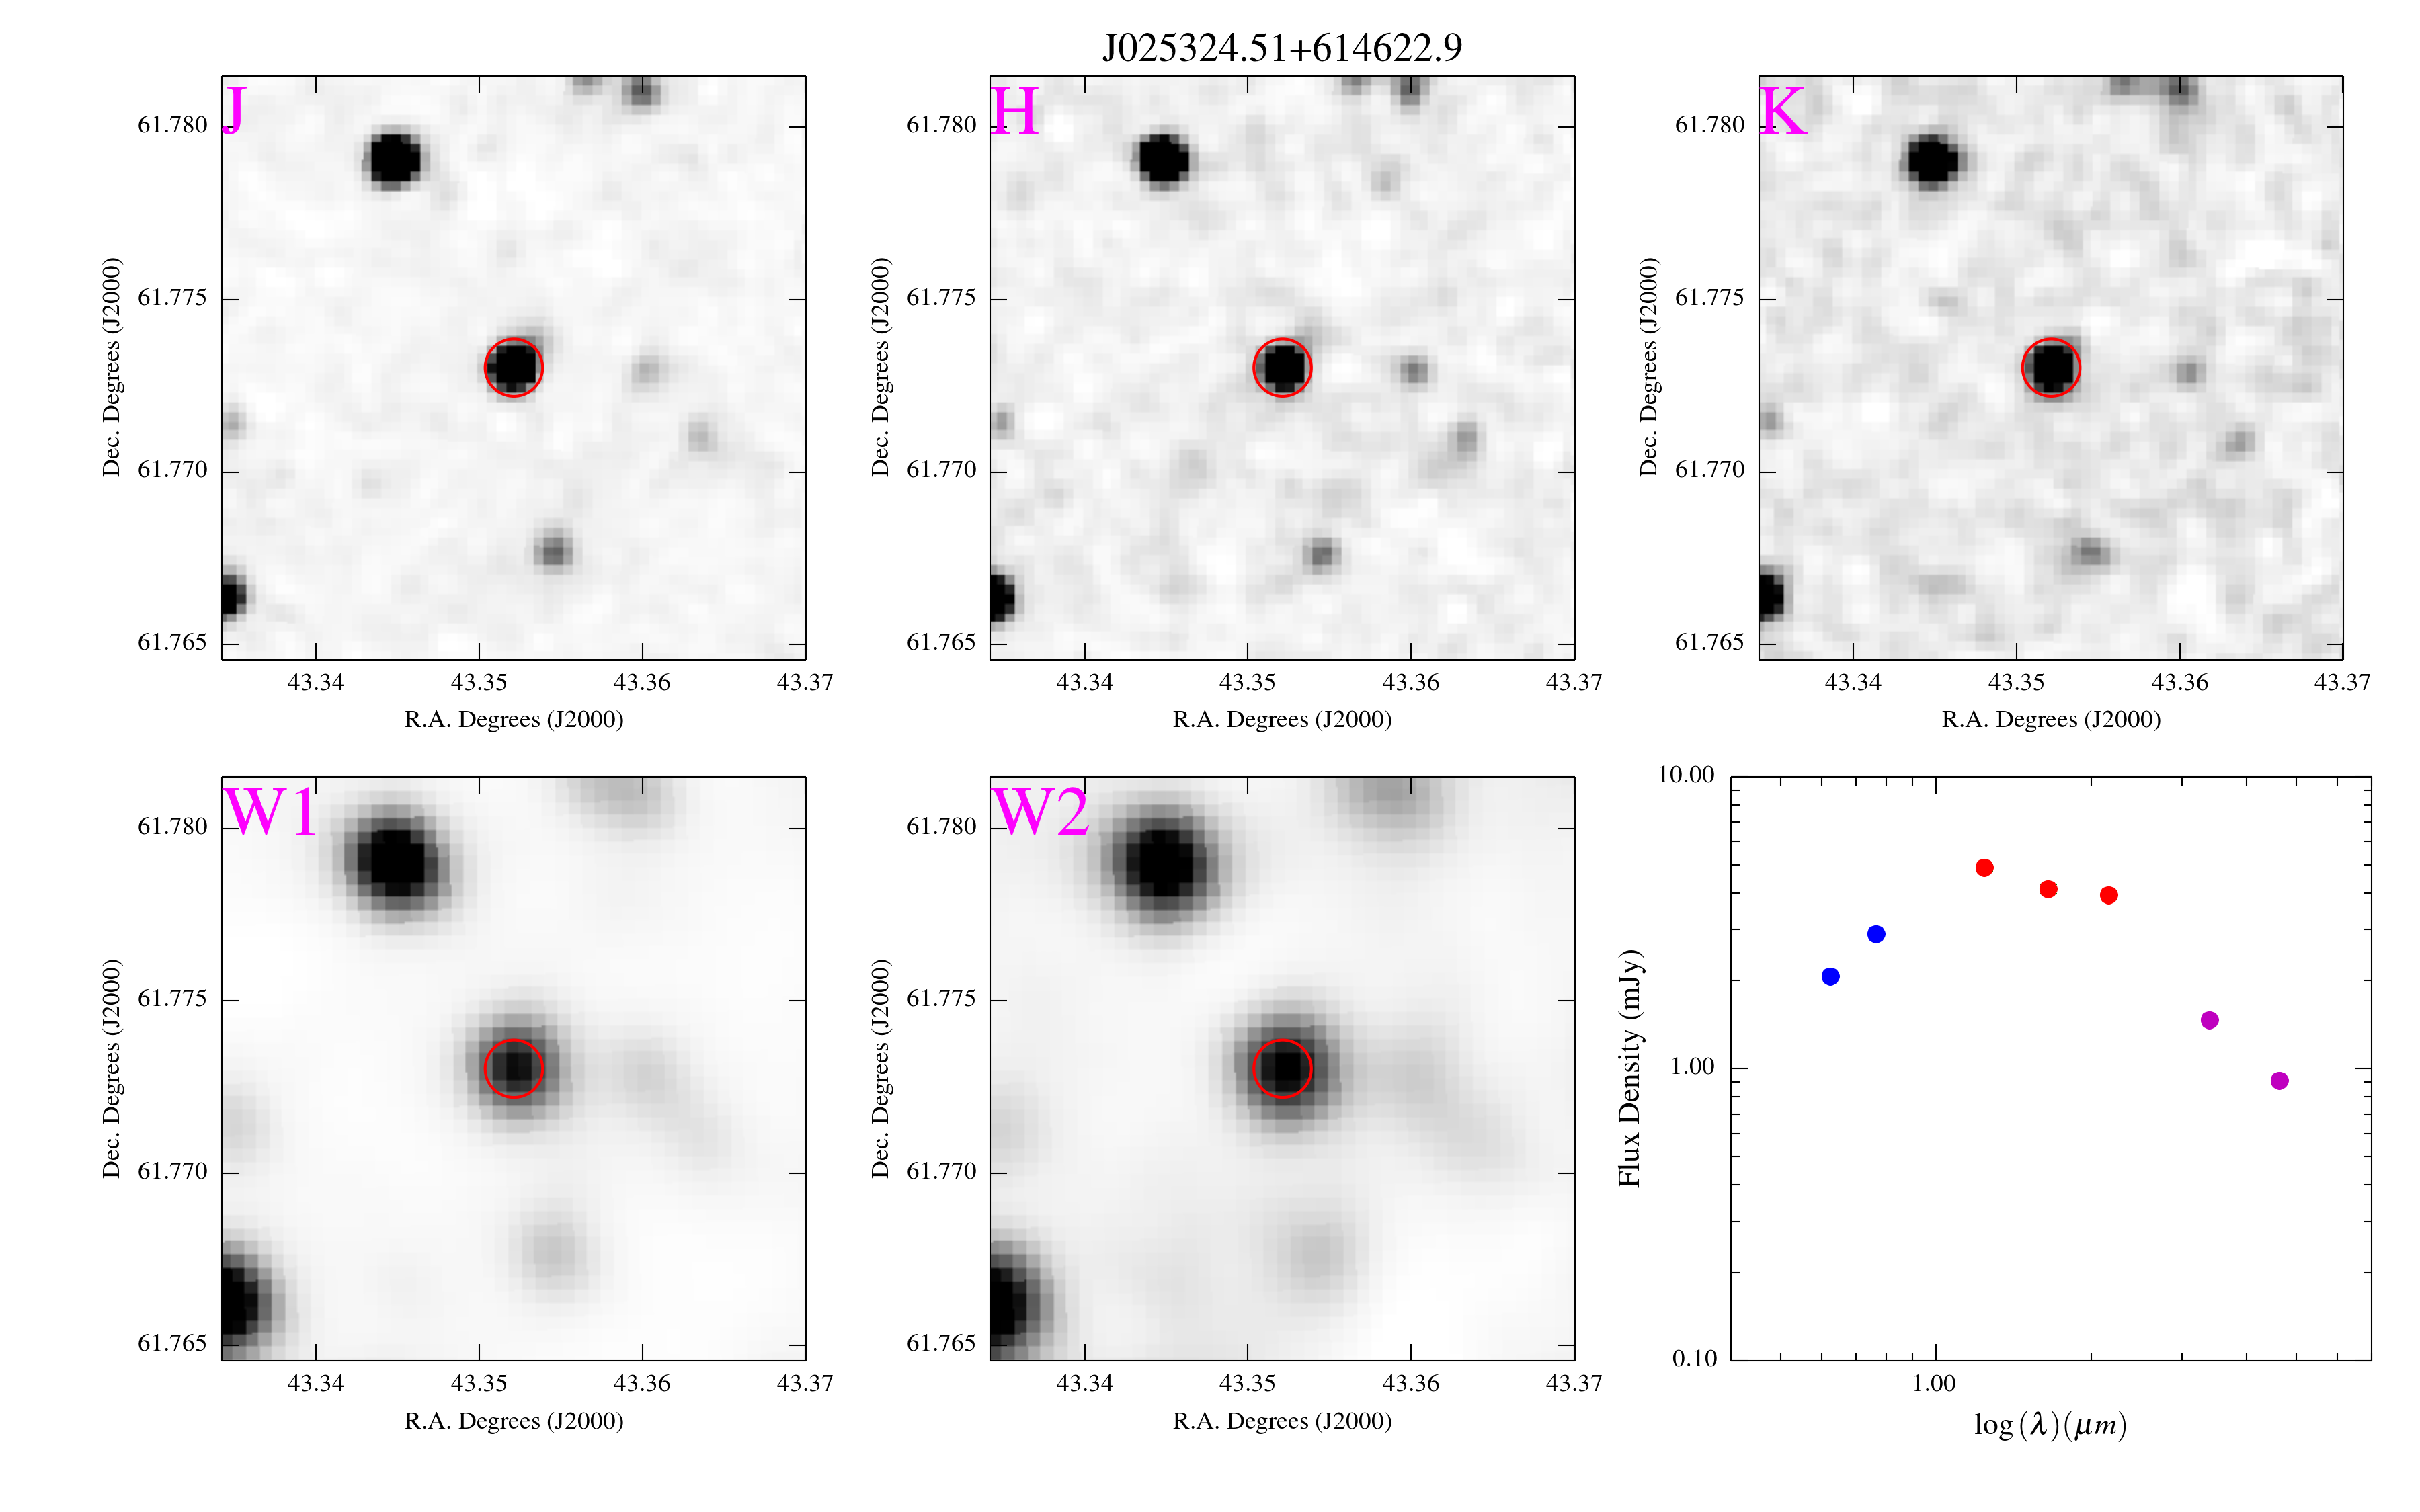 J025324.51+614622.9
J
61.780
61.775
61.770
61.765
Dec. Degrees (J2000)
43.34 43.35 43.36 43.37
R.A. Degrees (J2000)
H
61.780
61.775
61.770
61.765
Dec. Degrees (J2000)
43.34 43.35 43.36 43.37
R.A. Degrees (J2000)
K
61.780
61.775
61.770
61.765
Dec. Degrees (J2000)
43.34 43.35 43.36 43.37
R.A. Degrees (J2000)
W1
61.780
61.775
61.770
61.765
Dec. Degrees (J2000)
43.34 43.35 43.36 43.37
R.A. Degrees (J2000)
W2
61.780
61.775
61.770
61.765
Dec. Degrees (J2000)
43.34 43.35 43.36 43.37
R.A. Degrees (J2000)
10.00
1.00
0.10
Flux Density (mJy)
1.00
log(λ)(μm)